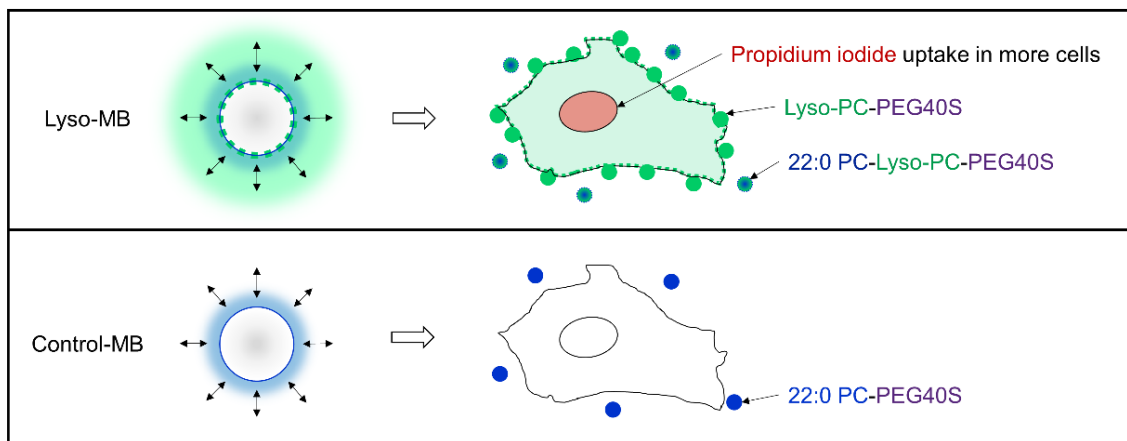 Propidium iodide uptake in more cells
Lyso-MB
Lyso-PC-PEG40S
22:0 PC-Lyso-PC-PEG40S
Control-MB
22:0 PC-PEG40S